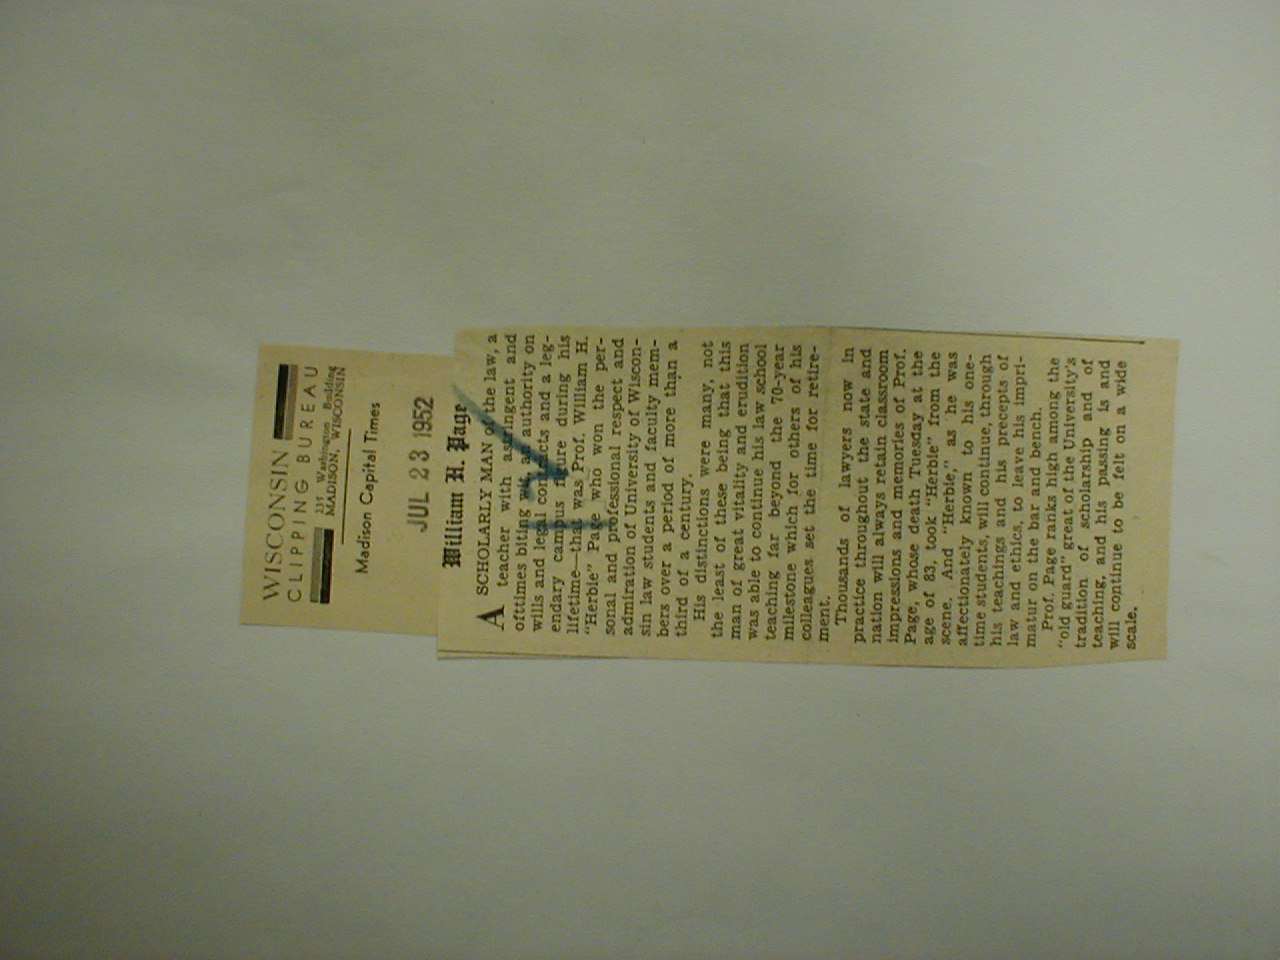 WISCONSIN
CLIPPING BUREAU
235 Washington Building
MADISON, WISCONSIN
Madison Capital Times
JUL 23 1952
William H. Page
A SCHOLARLY MAN of the law, a
teacher with astringent and
ofttimes biting wit, an authority on
wills and legal contracts and a leg-
endary campus figure during his
lifetime—that was Prof. William H.
"Herbie" Page who won the per-
sonal and professional respect and
admiration of University of Wiscon-
sin law students and faculty mem-
bers over a period of more than a
third of a century.
His distinctions were many, not
the least of these being that this
man of great vitality and erudition
was able to continue his law school
teaching far beyond the 70-year
milestone which for others of his
colleagues set the time for retire-
ment.
Thousands of lawyers now in
practice throughout the state and
nation will always retain classroom
impressions and memories of Prof.
Page, whose death Tuesday at the
age of 83, took "Herbie" from the
scene. And "Herbie," as he was
affectionately known to his one-
time students, will continue, through
his teachings and his precepts of
law and ethics, to leave his impri-
matur on the bar and bench.
Prof. Page ranks high among the
"old guard" great of the University's
tradition of scholarship and of
teaching, and his passing is and
will continue to be felt on a wide
scale.